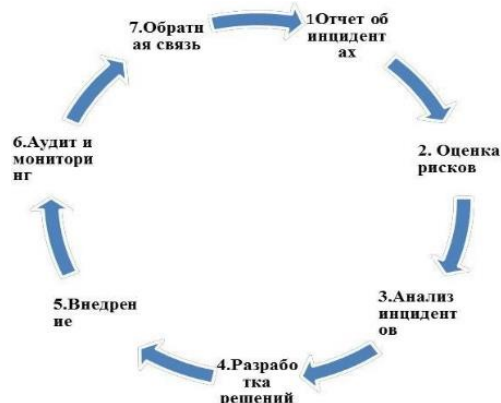 1Отчет об
инцидент
ах
2. Оценка
рисков
3.Анализ
инцидент
ов
4.Разрабо
тка
решений
5.Внедрен
ие
6.Аудит и
монитори
нг
7.Обратн
ая связь